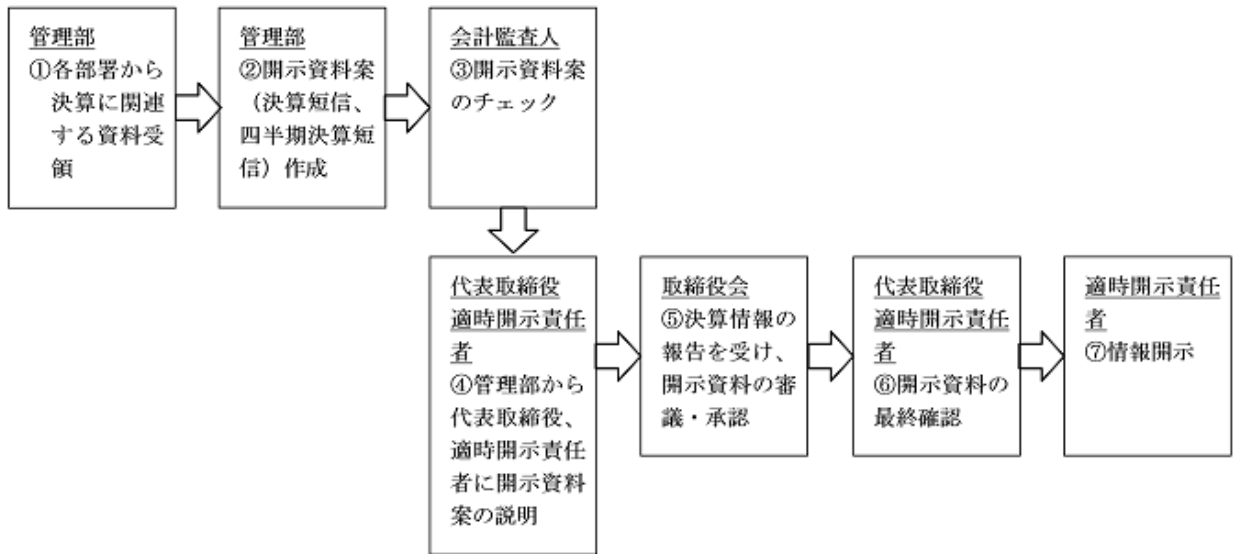 管理部
①各部署から
決算に関連
する資料受
領
管理部
②開示資料案
（決算短信、
四半期決算短
信）作成
会計監査人
③開示資料案
のチェック
代表取締役
適時開示責任
者
④管理部から
代表取締役、
適時開示責任
者に開示資料
案の説明
取締役会
⑤決算情報の
報告を受け、
開示資料の審
議・承認
代表取締役
適時開示責任
者
⑥開示資料の
最終確認
適時開示責任
者
⑦情報開示